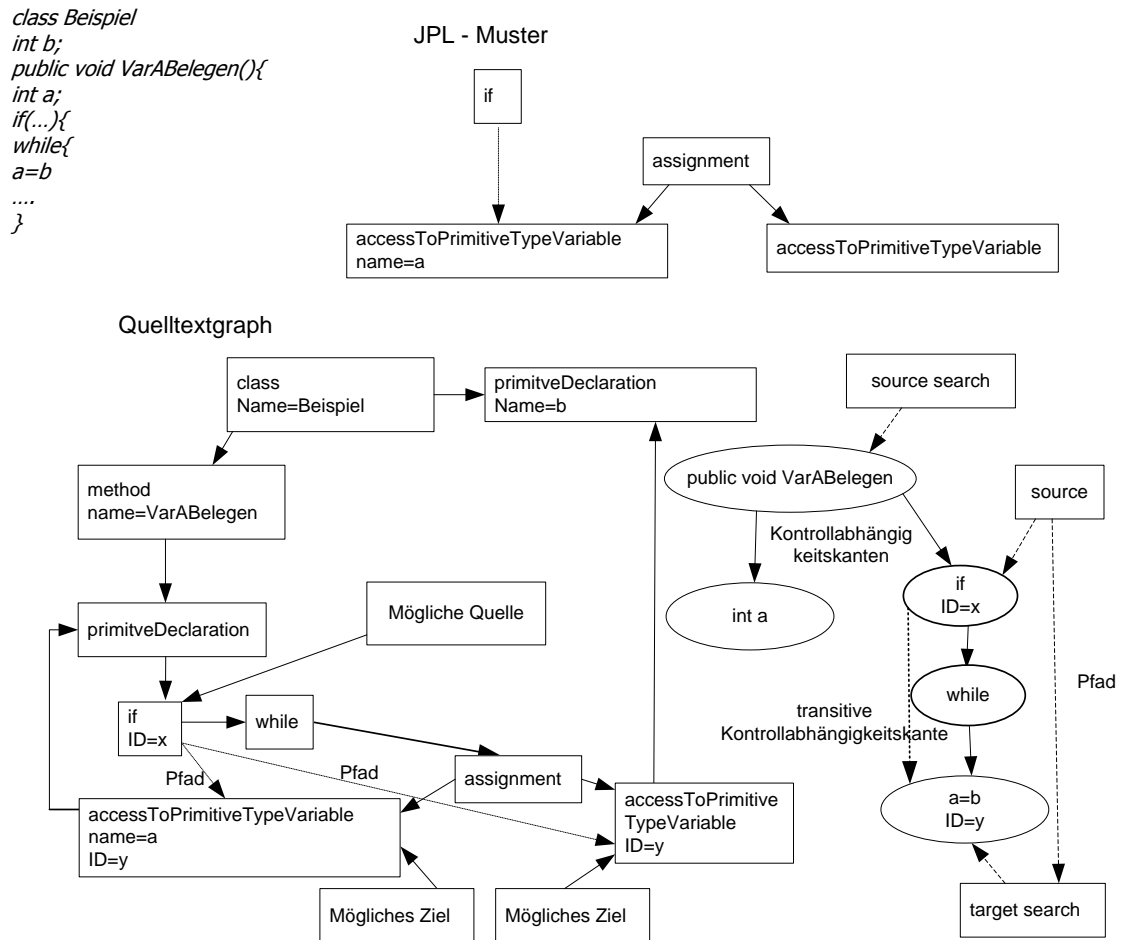 class Beispiel
int b;
public void VarABelegen(){
int a;
if(...){
while{
a=b
....
}
JPL - Muster
if
assignment
accessToPrimitiveTypeVariable
name=a
accessToPrimitiveTypeVariable
Quelltextgraph
class
Name=Beispiel
primitveDeclaration
Name=b
method
name=VarABelegen
primitveDeclaration
Mögliche Quelle
if
ID=x
while
Pfad
Pfad
assignment
accessToPrimitiveTypeVariable
name=a
ID=y
accessToPrimitive
TypeVariable
ID=y
Mögliches Ziel
Mögliches Ziel
source search
public void VarABelegen
source
Kontrollabhängig
keitskanten
int a
if
ID=x
while
Pfad
transitive
Kontrollabhängigkeitskante
a=b
ID=y
target search